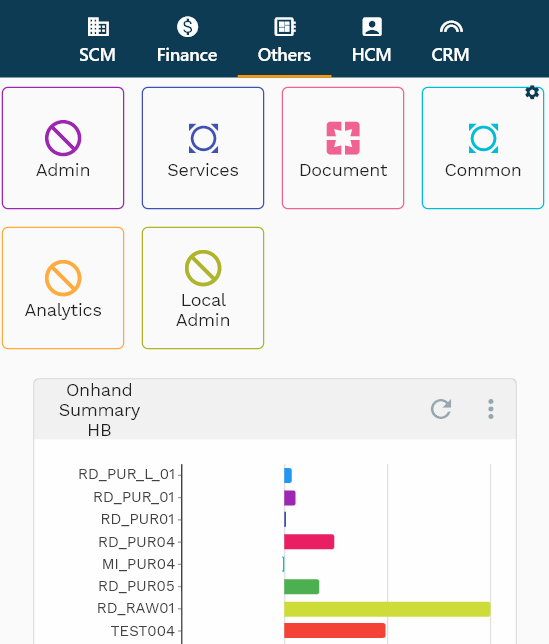 SCM Finance Others HCM CRM
Admin Services Document Common
Analytics Local
Admin
Onhand
Summary
HB
RD_PUR_L_01
RD_PUR_01
RD_PUR01
RD_PUR04
MI_PUR04
RD_PUR05
RD_RAW01
TEST004